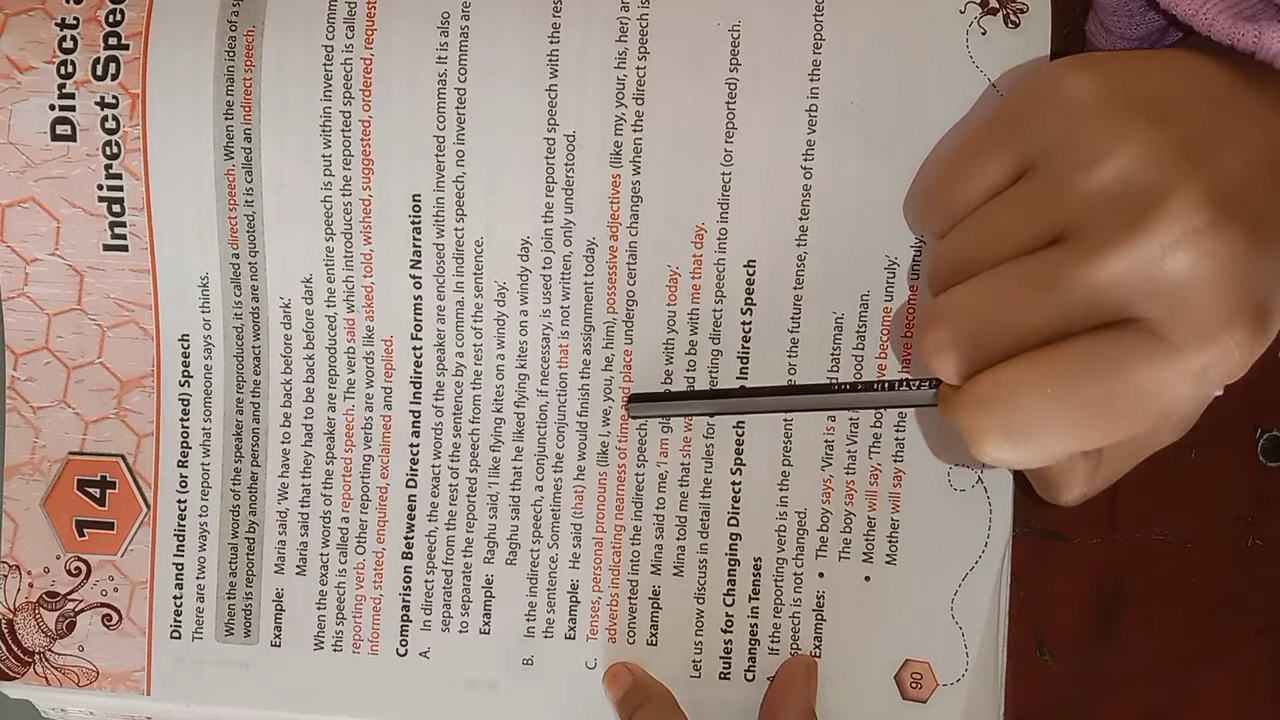 14
Direct a
Indirect Spee
Direct and Indirect (or Reported) Speech
There are two ways to report what someone says or thinks.
When the actual words of the speaker are reproduced, it is called a direct speech. When the main idea of a
words is reported by another person and the exact words are not quoted, it is called an indirect speech.
Example: Maria said, 'We have to be back before dark.'
Maria said that they had to be back before dark.
When the exact words of the speaker are reproduced, the entire speech is put within inverted comm
this speech is called a reported speech. The verb said which introduces the reported speech is called
reporting verb. Other reporting verbs are words like asked, told, wished, suggested, ordered, request
informed, stated, enquired, exclaimed and replied.
Comparison Between Direct and Indirect Forms of Narration
A. In direct speech, the exact words of the speaker are enclosed within inverted commas. It is also
separated from the rest of the sentence by a comma. In indirect speech, no inverted commas are
to separate the reported speech from the rest of the sentence.
Example: Raghu said, 'I like flying kites on a windy day.'
Raghu said that he liked flying kites on a windy day.
B. In the indirect speech, a conjunction, if necessary, is used to join the reported speech with the res
the sentence. Sometimes the conjunction that is not written, only understood.
Example: He said (that) he would finish the assignment today.
C. Tenses, personal pronouns (like I, we, you, he, him), possessive adjectives (like my, your, his, her) an
adverbs indicating nearness of time and place undergo certain changes when the direct speech is
converted into the indirect speech.
Example: Mina said to me, 'I am gla be with you today.'
Mina told me that she wa ad to be with me that day.
Let us now discuss in detail the rules for verting direct speech into indirect (or reported) speech.
Rules for Changing Direct Speech Indirect Speech
Changes in Tenses
A If the reporting verb is in the present or the future tense, the tense of the verb in the reported
speech is not changed.
Examples: • The boy says, 'Virat is a d batsman.'
The boy says that Virat i ood batsman.
• Mother will say, 'The boy ve become unruly.'
Mother will say that the have become unruly.
90